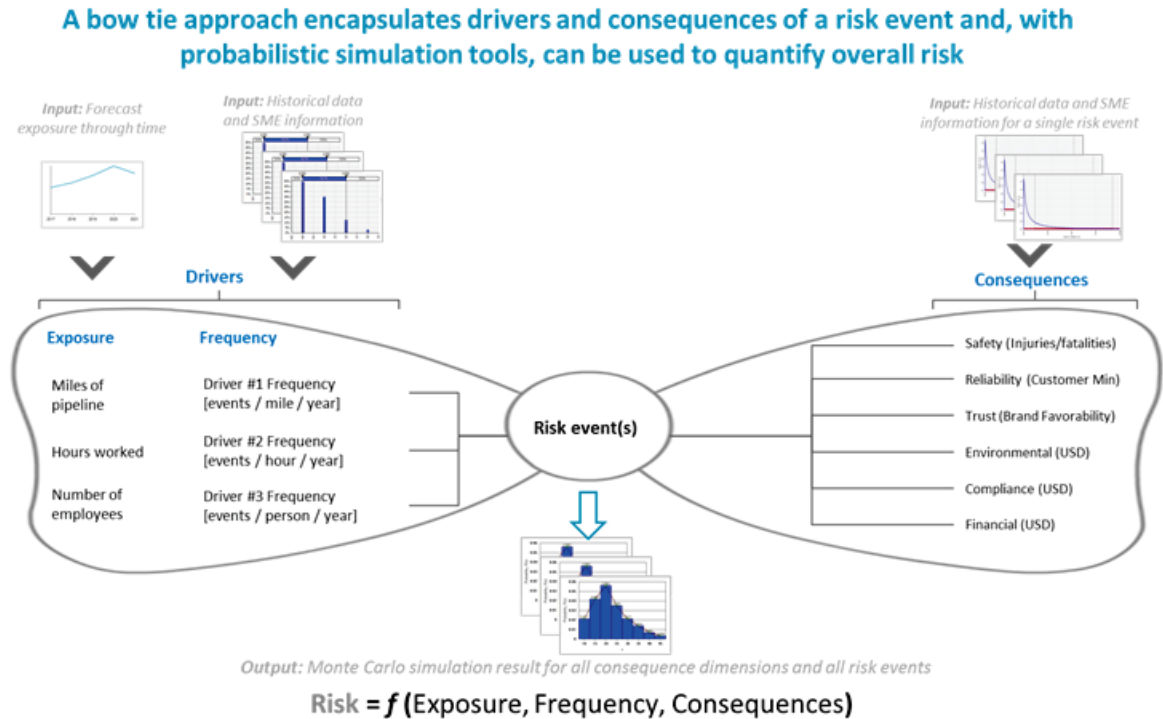 A bow tie approach encapsulates drivers and consequences of a risk event and, with
probabilistic simulation tools, can be used to quantify overall risk
Input: Forecast
exposure through time
Input: Historical data
and SME information
Input: Historical data and SME
information for a single risk event
Drivers
Consequences
Exposure
Frequency
Miles of
pipeline
Driver #1 Frequency
[events / mile / year]
Hours worked
Driver #2 Frequency
[events / hour / year]
Number of
employees
Driver #3 Frequency
[events / person / year]
Risk event(s)
Safety (Injuries/fatalities)
Reliability (Customer Min)
Trust (Brand Favorability)
Environmental (USD)
Compliance (USD)
Financial (USD)
Output: Monte Carlo simulation result for all consequence dimensions and all risk events
Risk = f (Exposure, Frequency, Consequences)